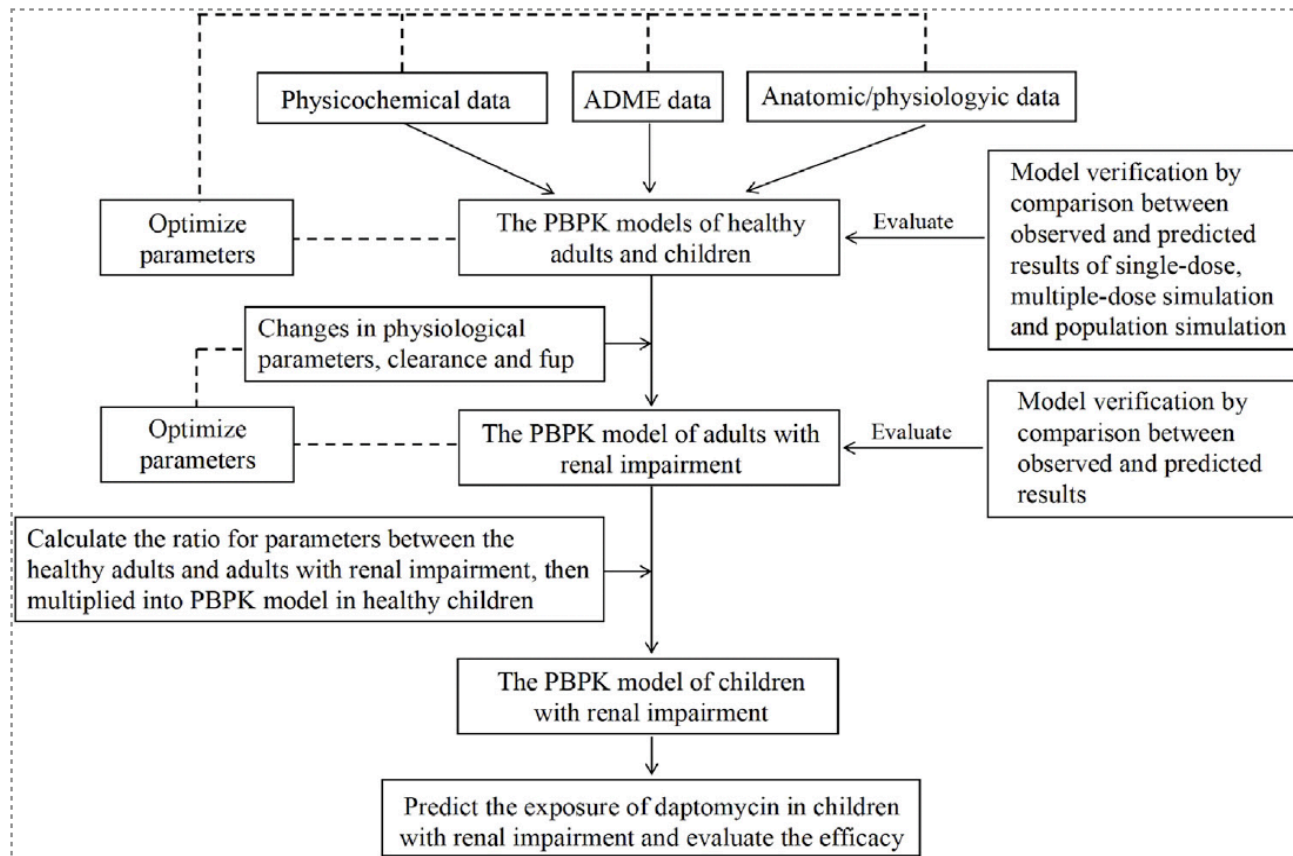 Physicochemical data
ADME data
Anatomic/physiologyic data
Optimize
parameters
The PBPK models of healthy
adults and children
Evaluate
Model verification by
comparison between
observed and predicted
results of single-dose,
multiple-dose simulation
and population simulation
Changes in physiological
parameters, clearance and fup
Optimize
parameters
The PBPK model of adults with
renal impairment
Evaluate
Model verification by
comparison between
observed and predicted
results
Calculate the ratio for parameters between the
healthy adults and adults with renal impairment, then
multiplied into PBPK model in healthy children
The PBPK model of children
with renal impairment
Predict the exposure of daptomycin in children
with renal impairment and evaluate the efficacy